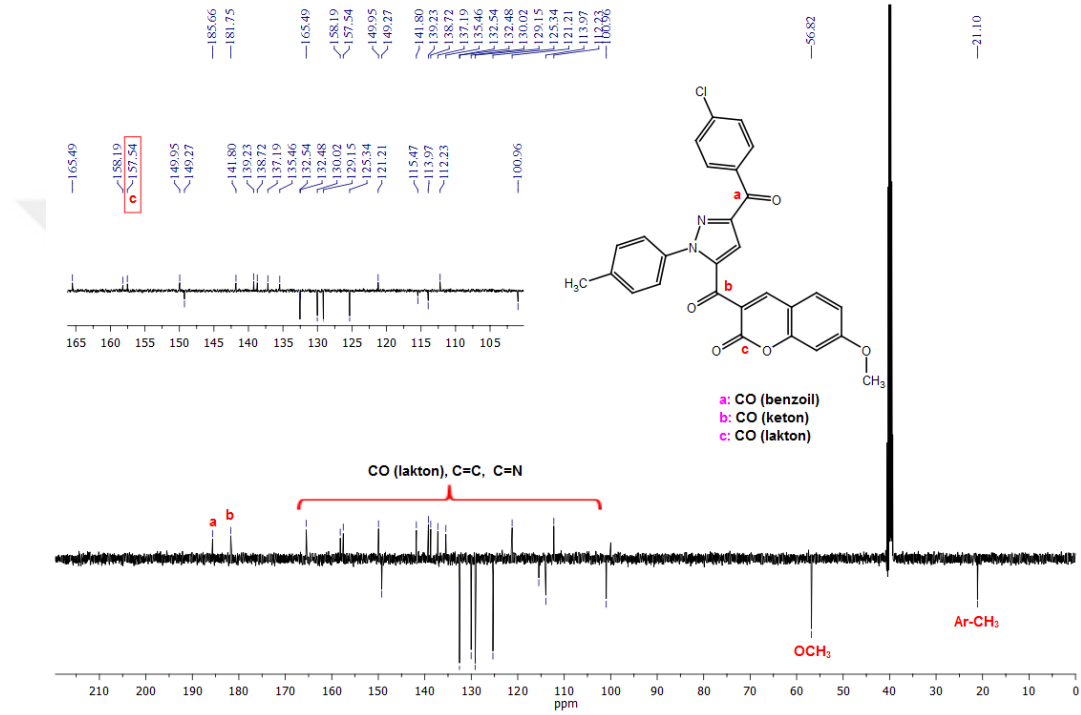 185.66 181.75 165.49 158.19 157.54 149.95 149.27 141.80 139.23 138.72 137.19 135.46 132.54 132.48 130.02 129.15 125.34 121.21 113.97 112.23 100.96 56.82 21.10
165.49 158.19 157.54 149.95 149.27 141.80 139.23 138.72 137.19 135.46 132.54 132.48 130.02 129.15 125.34 121.21 115.47 113.97 112.23 100.96
c
165 160 155 150 145 140 135 130 125 120 115 110 105
Cl
a
O
N
N
H₃C
b
O
O
c
O
O
CH₃
a: CO (benzoil)
b: CO (keton)
c: CO (lakton)
CO (lakton), C=C, C=N
a
b
OCH₃
Ar-CH₃
210 200 190 180 170 160 150 140 130 120 110 100 90 80 70 60 50 40 30 20 10 0
ppm